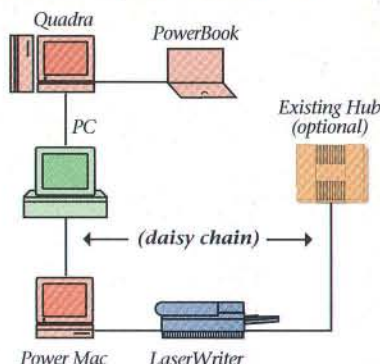 Quadra
PowerBook
Existing Hub
(optional)
PC
(daisy chain)
Power Mac
LaserWriter